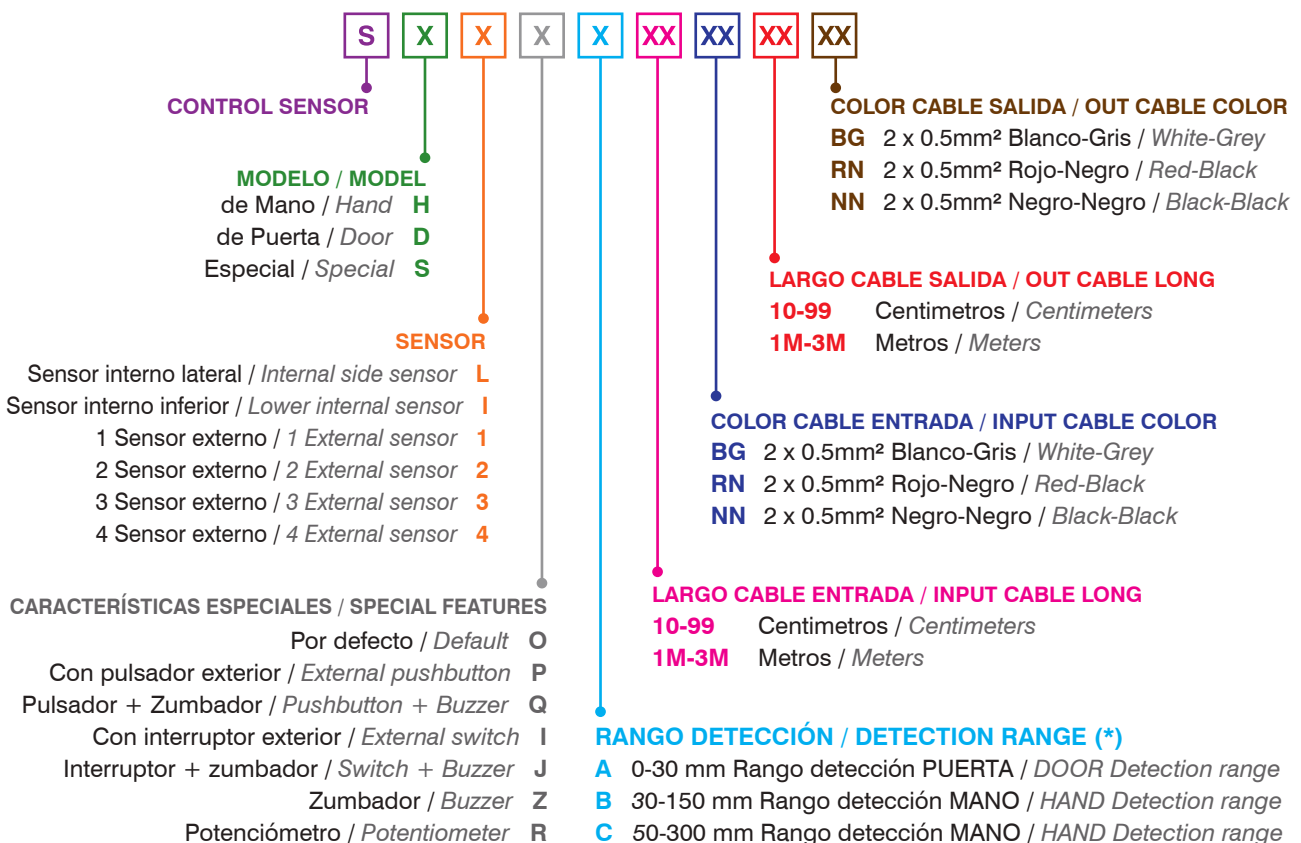 S X X X X XX XX XX XX
CONTROL SENSOR
MODELO / MODEL
de Mano / Hand H
de Puerta / Door D
Especial / Special S
SENSOR
Sensor interno lateral / Internal side sensor L
Sensor interno inferior / Lower internal sensor I
1 Sensor externo / 1 External sensor 1
2 Sensor externo / 2 External sensor 2
3 Sensor externo / 3 External sensor 3
4 Sensor externo / 4 External sensor 4
CARACTERÍSTICAS ESPECIALES / SPECIAL FEATURES
Por defecto / Default O
Con pulsador exterior / External pushbutton P
Pulsador + Zumbador / Pushbutton + Buzzer Q
Con interruptor exterior / External switch I
Interruptor + zumbador / Switch + Buzzer J
Zumbador / Buzzer Z
Potenciómetro / Potentiometer R
COLOR CABLE SALIDA / OUT CABLE COLOR
BG 2 x 0.5mm² Blanco-Gris / White-Grey
RN 2 x 0.5mm² Rojo-Negro / Red-Black
NN 2 x 0.5mm² Negro-Negro / Black-Black
LARGO CABLE SALIDA / OUT CABLE LONG
10-99 Centimetros / Centimeters
1M-3M Metros / Meters
COLOR CABLE ENTRADA / INPUT CABLE COLOR
BG 2 x 0.5mm² Blanco-Gris / White-Grey
RN 2 x 0.5mm² Rojo-Negro / Red-Black
NN 2 x 0.5mm² Negro-Negro / Black-Black
LARGO CABLE ENTRADA / INPUT CABLE LONG
10-99 Centimetros / Centimeters
1M-3M Metros / Meters
RANGO DETECCIÓN / DETECTION RANGE (*)
A 0-30 mm Rango detección PUERTA / DOOR Detection range
B 30-150 mm Rango detección MANO / HAND Detection range
C 50-300 mm Rango detección MANO / HAND Detection range